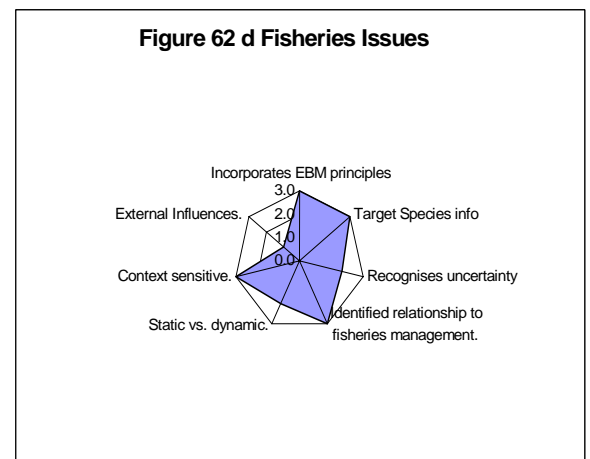 Figure 62 d Fisheries Issues
Incorporates EBM principles
3.0
External Influences.
2.0
Target Species info
1.0
0.0
Context sensitive.
Recognises uncertainty
Identified relationship to
fisheries management.
Static vs. dynamic.